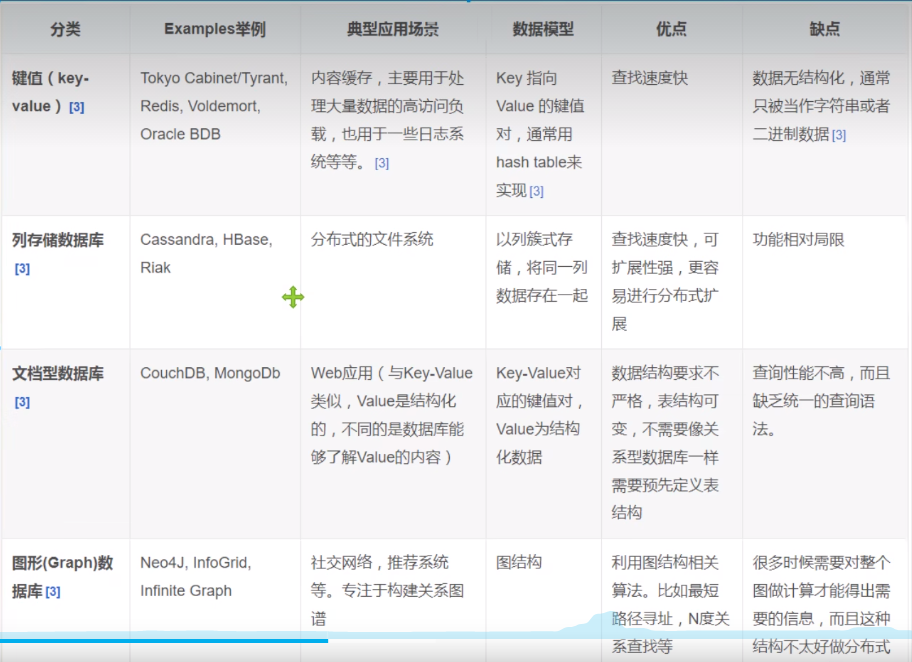 分类 Examples举例 典型应用场景 数据模型 优点 缺点
键值（key-
value）[3]
Tokyo Cabinet/Tyrant,
Redis, Voldemort,
Oracle BDB
内容缓存，主要用于处
理大量数据的高访问负
载，也用于一些日志系
统等等。[3]
Key 指向
Value 的键值
对，通常用
hash table来
实现[3]
查找速度快
数据无结构化，通常
只被当作字符串或者
二进制数据[3]
列存储数据库
[3]
Cassandra, HBase,
Riak
分布式的文件系统
以列簇式存
储，将同一列
数据存在一起
查找速度快，可
扩展性强，更容
易进行分布式扩
展
功能相对局限
文档型数据库
[3]
CouchDB, MongoDb
Web应用（与Key-Value
类似，Value是结构化
的，不同的是数据库能
够了解Value的内容）
Key-Value对
应的键值对，
Value为结构
化数据
数据结构要求不
严格，表结构可
变，不需要像关
系型数据库一样
需要预先定义表
结构
查询性能不高，而且
缺乏统一的查询语
法。
图形(Graph)数
据库[3]
Neo4J, InfoGrid,
Infinite Graph
社交网络，推荐系统
等。专注于构建关系图
谱
图结构
利用图结构相关
算法。比如最短
路径寻址，N度关
系查找等
很多时候需要对整个
图做计算才能得出需
要的信息，而且这种
结构不太好做分布式